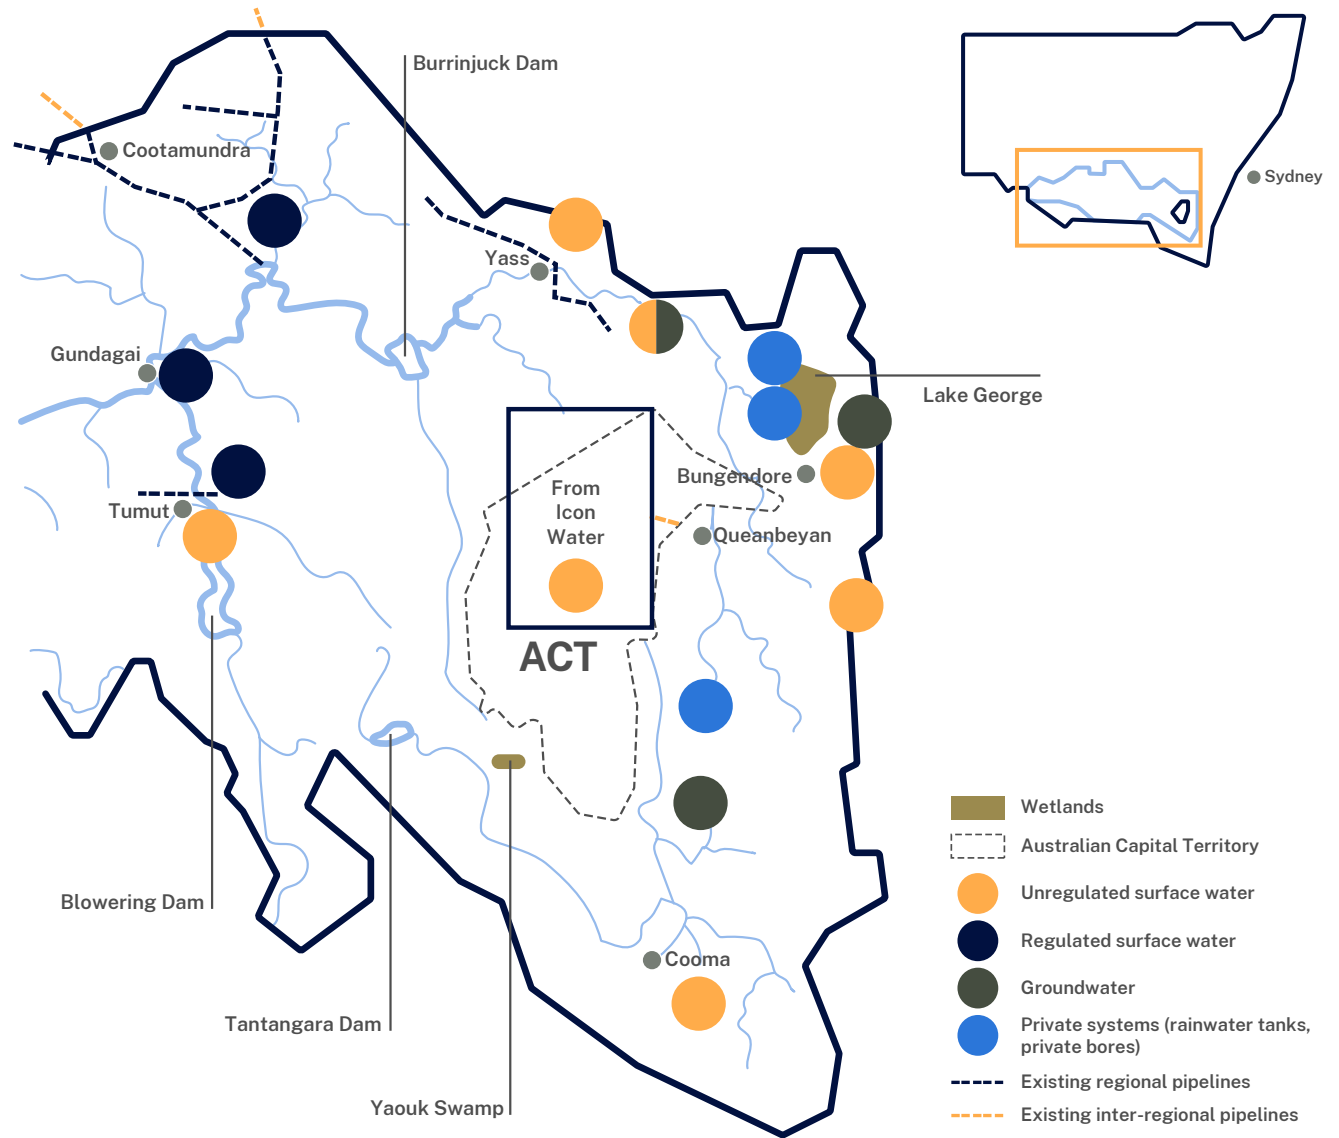 Burrinjuck Dam
Cootamundra
Sydney
Yass
Gundagai
Lake George
Bungendore
From
Icon
Water
Tumut
Queanbeyan
ACT
Wetlands
Australian Capital Territory
Unregulated surface water
Blowering Dam
Regulated surface water
Cooma
Groundwater
Tantangara Dam
Private systems (rainwater tanks,
private bores)
Existing regional pipelines
Yaouk Swamp
Existing inter-regional pipelines